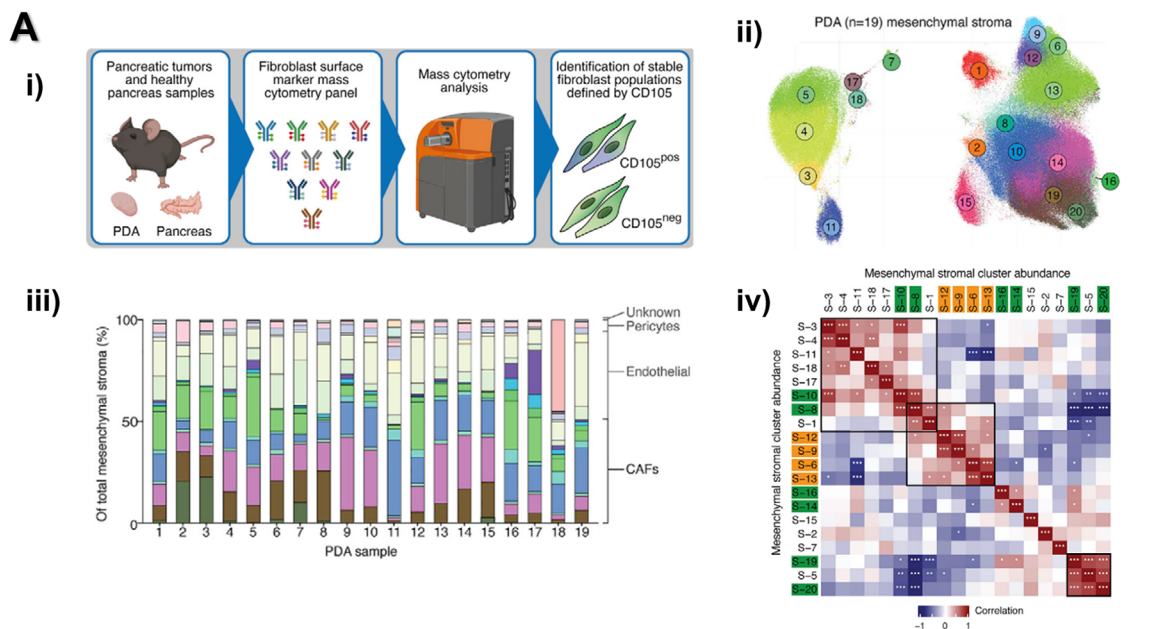 A
i)
Pancreatic tumors
and healthy
pancreas samples
PDA
Pancreas
Fibroblast surface
marker mass
cytometry panel
Mass cytometry
analysis
Identification of stable
fibroblast populations
defined by CD105
CD105pos
CD105neg
ii)
PDA (n=19) mesenchymal stroma
9
6
12
7
1
17
18
5
13
8
4
2
10
14
3
16
15
19
20
11
iii)
Of total mesenchymal stroma (%)
100
50
0
1 2 3 4 5 6 7 8 9 10 11 12 13 14 15 16 17 18 19
PDA sample
Unknown
Pericytes
Endothelial
CAFs
iv)
Mesenchymal stromal cluster abundance
S-3 S-4 S-11 S-18 S-17 S-10 S-8 S-1 S-12 S-9 S-6 S-13 S-16 S-14 S-15 S-2 S-7 S-19 S-5 S-20
Mesenchymal stromal cluster abundance
S-3
S-4
S-11
S-18
S-17
S-10
S-8
S-1
S-12
S-9
S-6
S-13
S-16
S-14
S-15
S-2
S-7
S-19
S-5
S-20
Correlation
-1 0 1